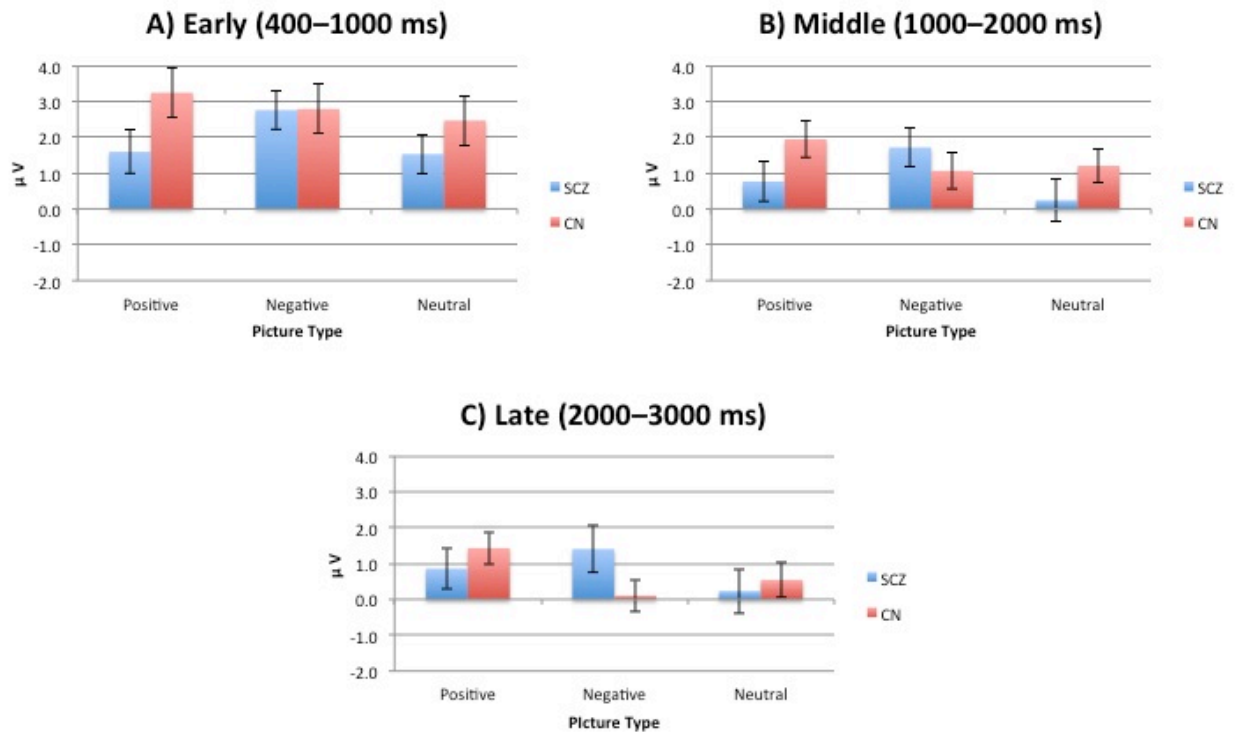 A) Early (400–1000 ms)
4.0
3.0
2.0
1.0
0.0
-1.0
-2.0
μ V
Positive Negative Neutral
Picture Type
SCZ
CN
B) Middle (1000–2000 ms)
4.0
3.0
2.0
1.0
0.0
-1.0
-2.0
μ V
Positive Negative Neutral
Picture Type
SCZ
CN
C) Late (2000–3000 ms)
4.0
3.0
2.0
1.0
0.0
-1.0
-2.0
μ V
Positive Negative Neutral
PIcture Type
SCZ
CN